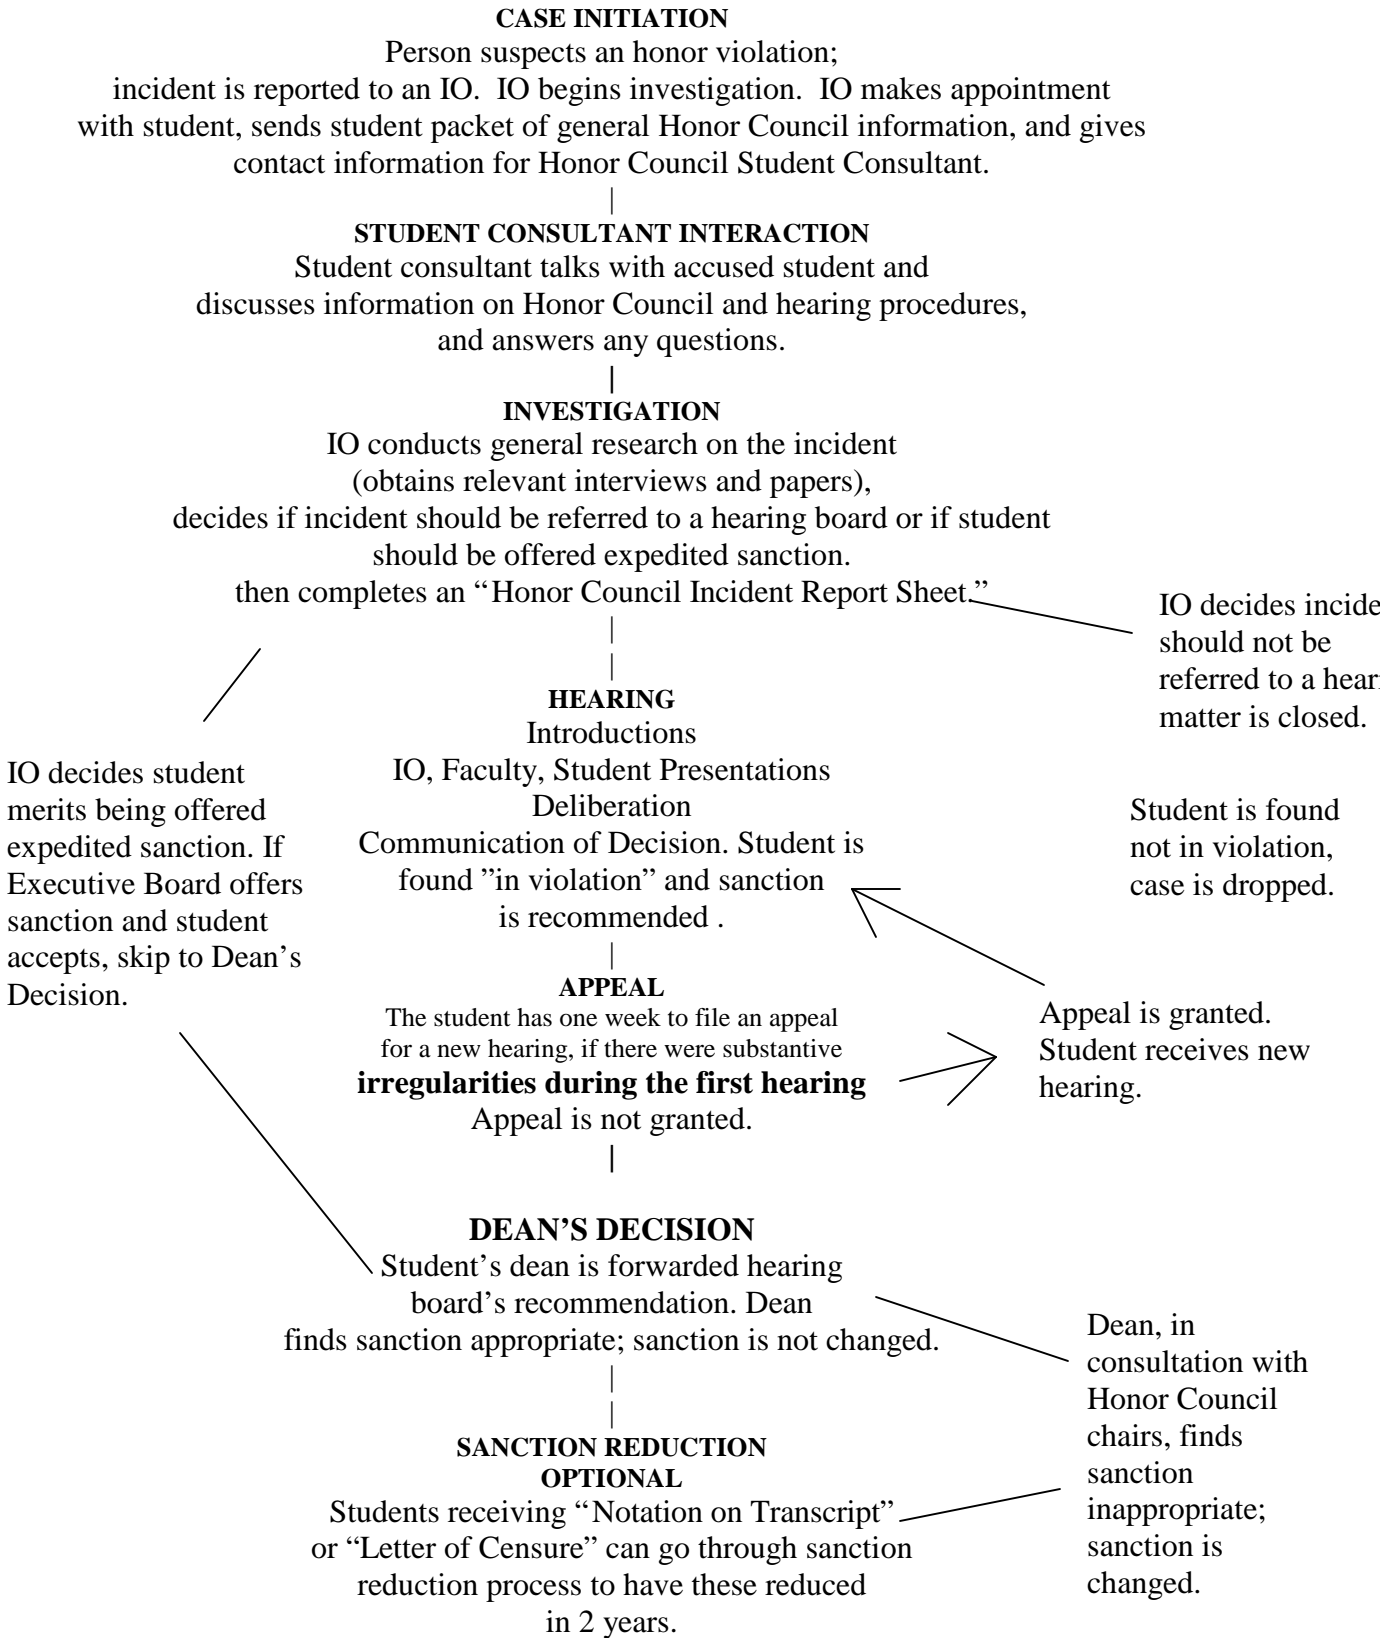 CASE INITIATION
Person suspects an honor violation;
incident is reported to an IO. IO begins investigation. IO makes appointment
with student, sends student packet of general Honor Council information, and gives
contact information for Honor Council Student Consultant.
STUDENT CONSULTANT INTERACTION
Student consultant talks with accused student and
discusses information on Honor Council and hearing procedures,
and answers any questions.
INVESTIGATION
IO conducts general research on the incident
(obtains relevant interviews and papers),
decides if incident should be referred to a hearing board or if student
should be offered expedited sanction.
then completes an “Honor Council Incident Report Sheet.”
IO decides
should not be
referred to a
matter is closed.
HEARING
Introductions
IO, Faculty, Student Presentations
Deliberation
Communication of Decision. Student is
found ”in violation” and sanction
is recommended .
IO decides student
merits being offered
expedited sanction. If
Executive Board offers
sanction and student
accepts, skip to Dean’s
Decision.
Student is found
not in violation,
case is dropped.
APPEAL
The student has one week to file an appeal
for a new hearing, if there were substantive
irregularities during the first hearing
Appeal is not granted.
Appeal is granted.
Student receives new
hearing.
DEAN’S DECISION
Student’s dean is forwarded hearing
board’s recommendation. Dean
finds sanction appropriate; sanction is not changed.
Dean, in
consultation with
Honor Council
chairs, finds
sanction
inappropriate;
sanction is
changed.
SANCTION REDUCTION
OPTIONAL
Students receiving “Notation on Transcript”
or “Letter of Censure” can go through sanction
reduction process to have these reduced
in 2 years.